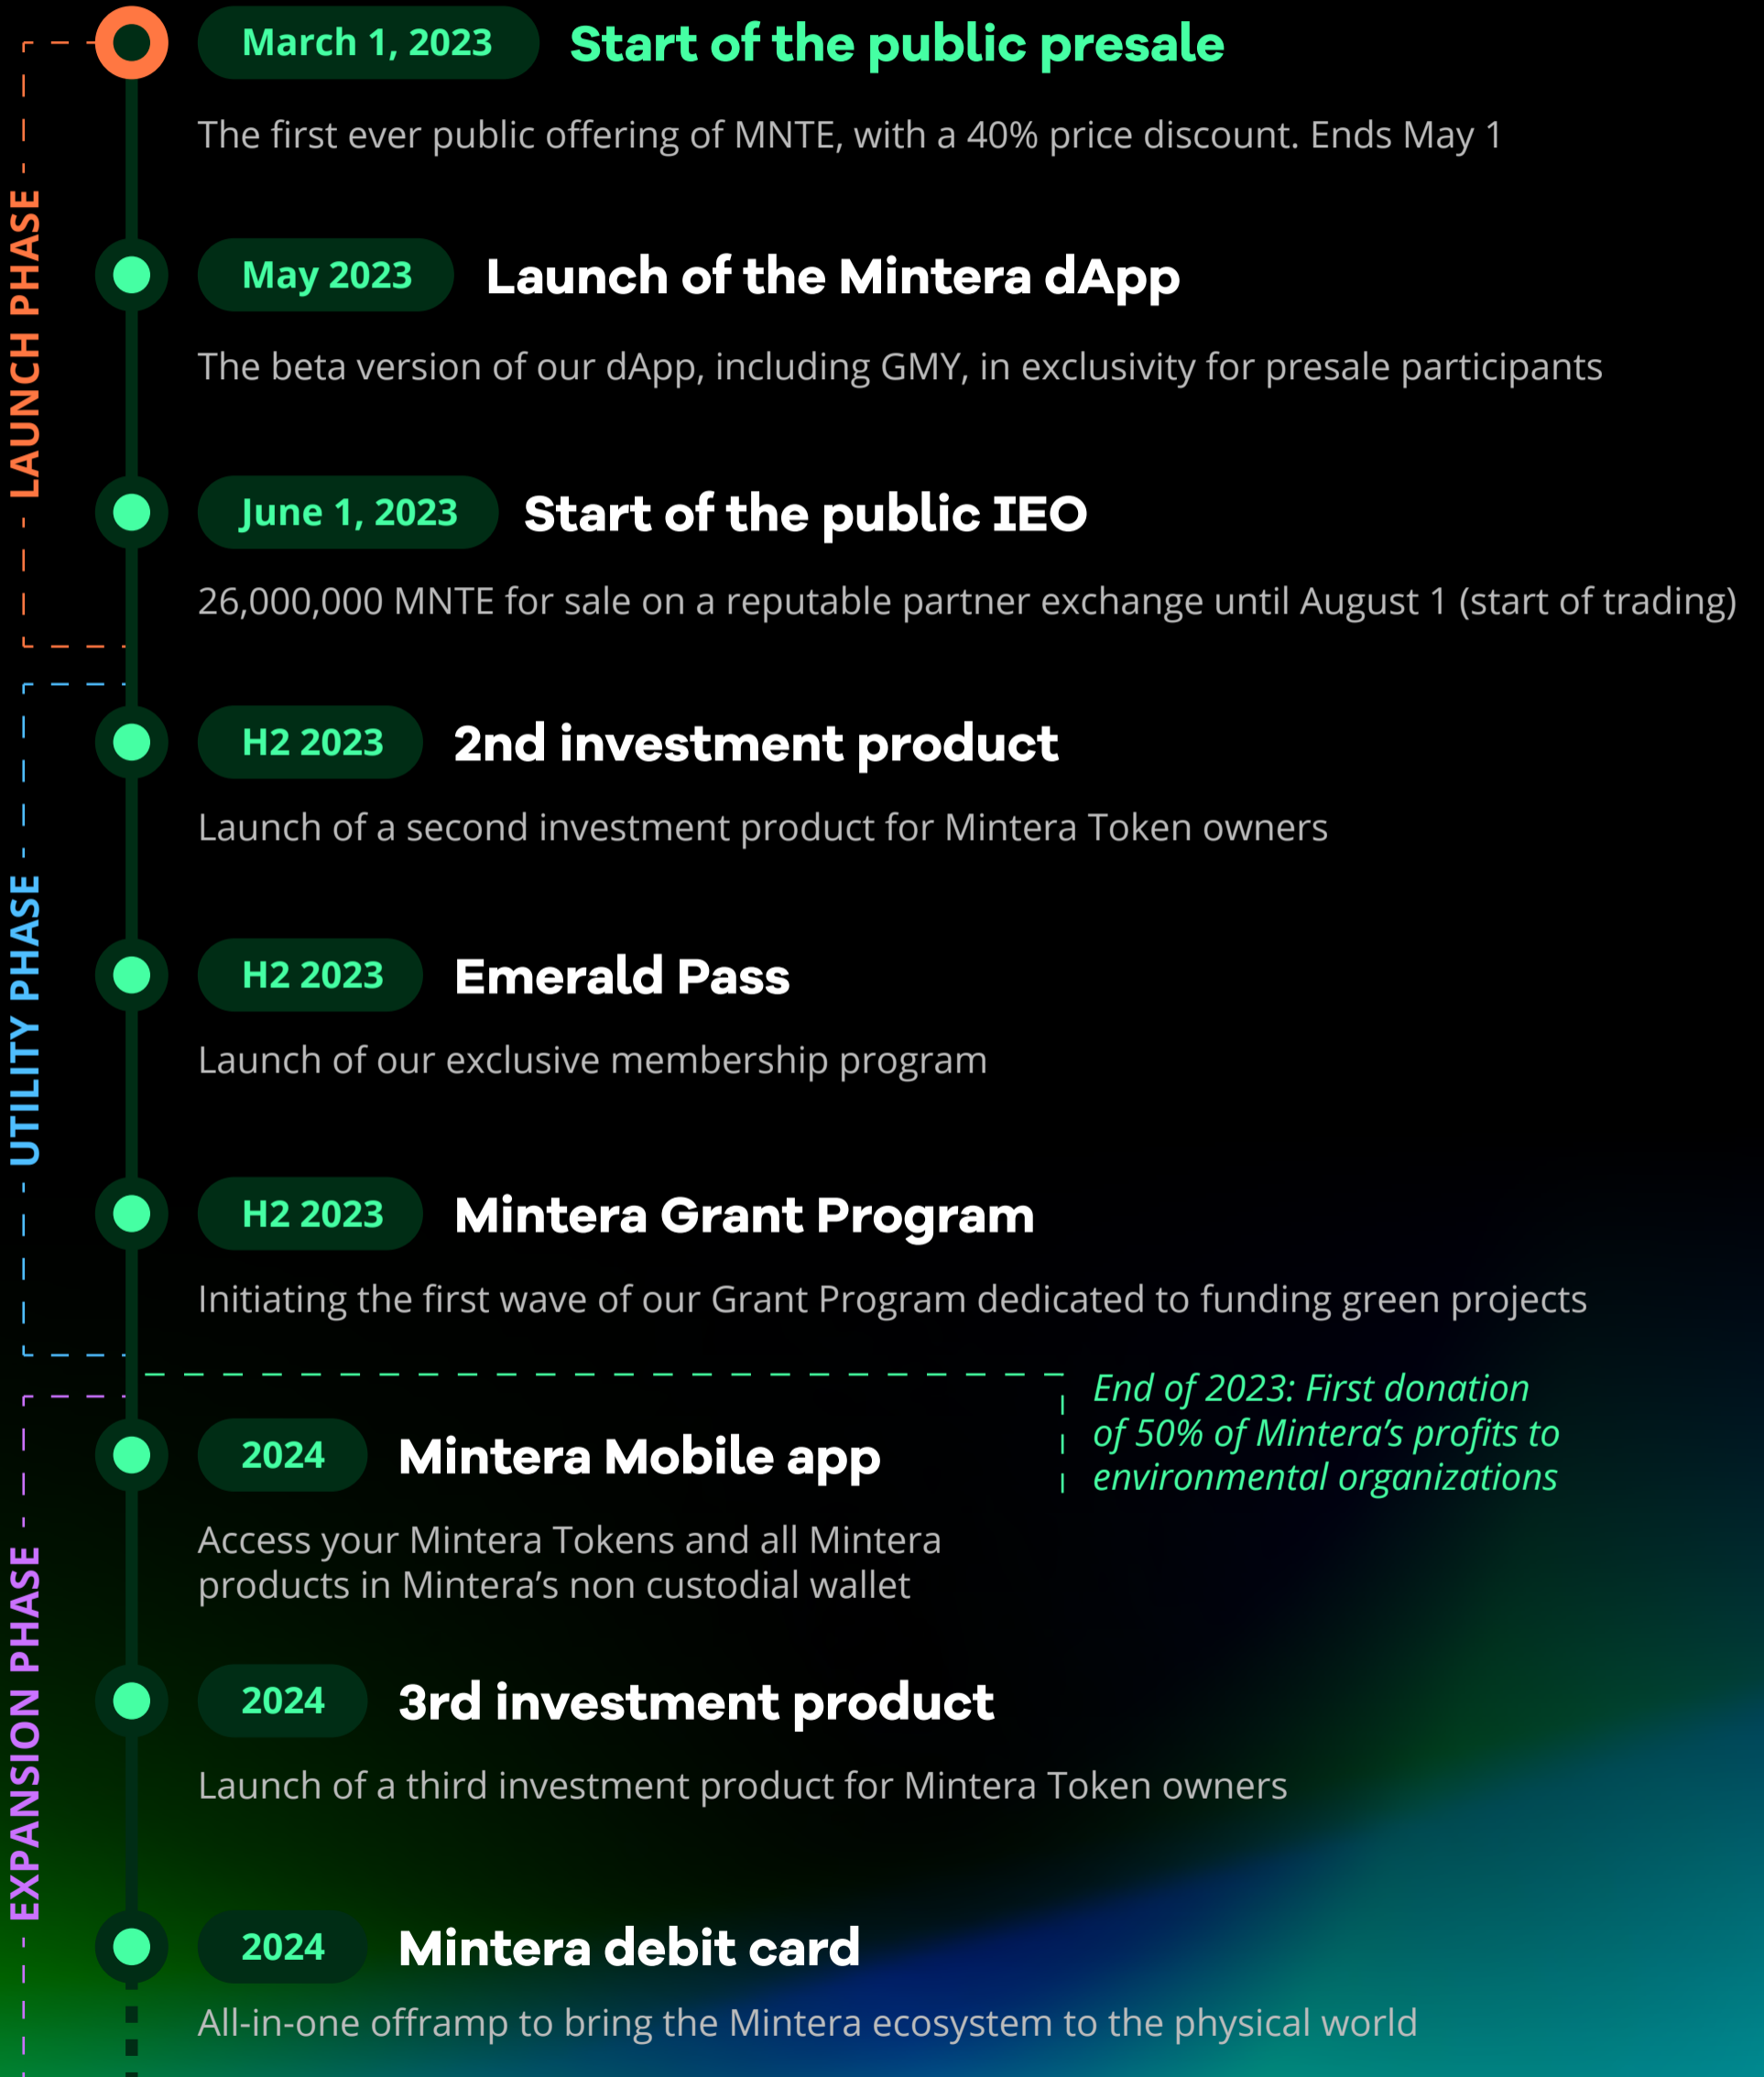 LAUNCH PHASE
March 1, 2023 Start of the public presale
The first ever public offering of MNTE, with a 40% price discount. Ends May 1
May 2023 Launch of the Mintera dApp
The beta version of our dApp, including GMY, in exclusivity for presale participants
June 1, 2023 Start of the public IEO
26,000,000 MNTE for sale on a reputable partner exchange until August 1 (start of trading)
UTILITY PHASE
H2 2023 2nd investment product
Launch of a second investment product for Mintera Token owners
H2 2023 Emerald Pass
Launch of our exclusive membership program
H2 2023 Mintera Grant Program
Initiating the first wave of our Grant Program dedicated to funding green projects
End of 2023: First donation
of 50% of Mintera’s profits to
environmental organizations
EXPANSION PHASE
2024 Mintera Mobile app
Access your Mintera Tokens and all Mintera
products in Mintera’s non custodial wallet
2024 3rd investment product
Launch of a third investment product for Mintera Token owners
2024 Mintera debit card
All-in-one offramp to bring the Mintera ecosystem to the physical world